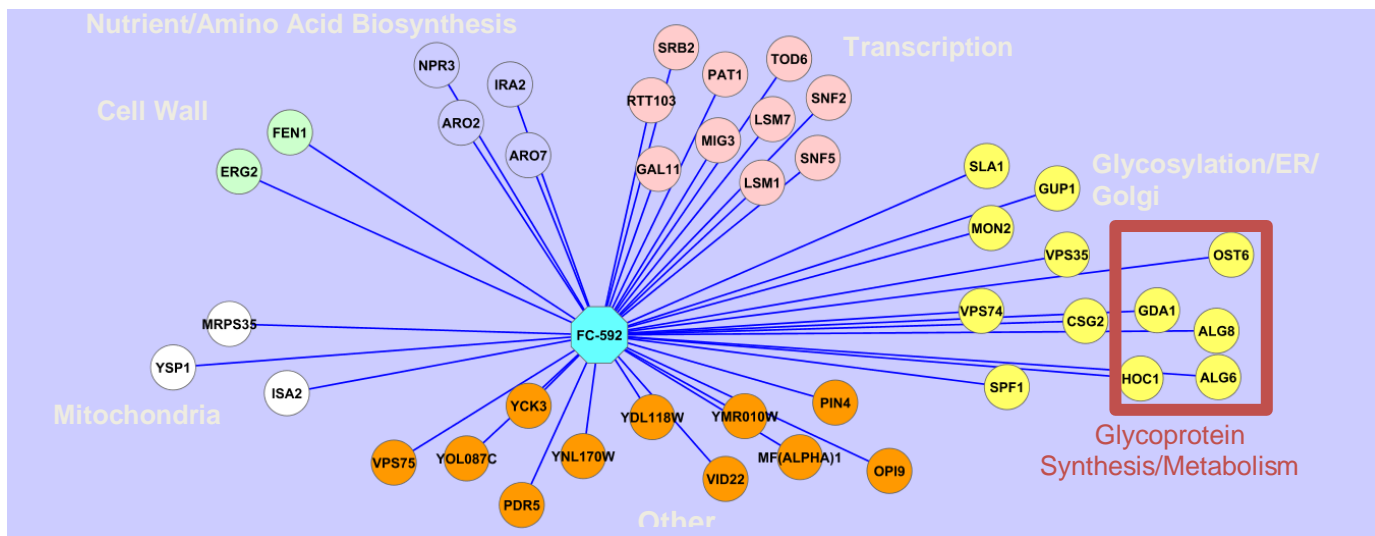 Nutrient/Amino Acid Biosynthesis
Transcription
Cell Wall
Glycosylation/ER/
Golgi
Mitochondria
Other
Glycoprotein
Synthesis/Metabolism
NPR3
IRA2
ARO2
ARO7
FEN1
ERG2
SRB2
PAT1
TOD6
RTT103
SNF2
LSM7
MIG3
GAL11
SNF5
LSM1
SLA1
GUP1
MON2
VPS35
OST6
VPS74
CSG2
GDA1
ALG8
SPF1
HOC1
ALG6
FC-592
MRPS35
YSP1
ISA2
YCK3
YDL118W
YMR010W
PIN4
VPS75
YOL087C
YNL170W
VID22
MF(ALPHA)1
OPI9
PDR5